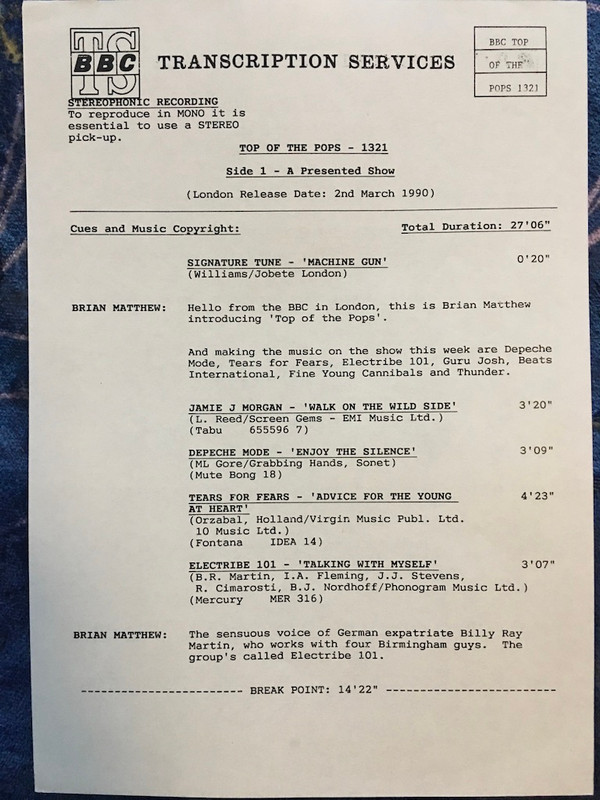 TS
BBC
TRANSCRIPTION SERVICES
BBC TOP
OF THE"
POPS 1321
STEREOPHONIC RECORDING
To reproduce in MONO it is
essential to use a STEREO
pick-up.
TOP OF THE POPS - 1321
Side 1 - A Presented Show
(London Release Date: 2nd March 1990)
Cues and Music Copyright: Total Duration: 27'06"
SIGNATURE TUNE - 'MACHINE GUN' 0'20"
(Williams/Jobete London)
BRIAN MATTHEW: Hello from the BBC in London, this is Brian Matthew
introducing 'Top of the Pops'.
And making the music on the show this week are Depeche
Mode, Tears for Fears, Electribe 101, Guru Josh, Beats
International, Fine Young Cannibals and Thunder.
JAMIE J MORGAN - 'WALK ON THE WILD SIDE' 3'20"
(L. Reed/Screen Gems - EMI Music Ltd.)
(Tabu 655596 7)
DEPECHE MODE - 'ENJOY THE SILENCE' 3'09"
(ML Gore/Grabbing Hands, Sonet)
(Mute Bong 18)
TEARS FOR FEARS - 'ADVICE FOR THE YOUNG 4'23"
AT HEART'
(Orzabal, Holland/Virgin Music Publ. Ltd.
10 Music Ltd.)
(Fontana IDEA 14)
ELECTRIBE 101 - 'TALKING WITH MYSELF' 3'07"
(B.R. Martin, I.A. Fleming, J.J. Stevens,
R. Cimarosti, B.J. Nordhoff/Phonogram Music Ltd.)
(Mercury MER 316)
BRIAN MATTHEW: The sensuous voice of German expatriate Billy Ray
Martin, who works with four Birmingham guys. The
group's called Electribe 101.
------------------------ BREAK POINT: 14'22" -------------------------